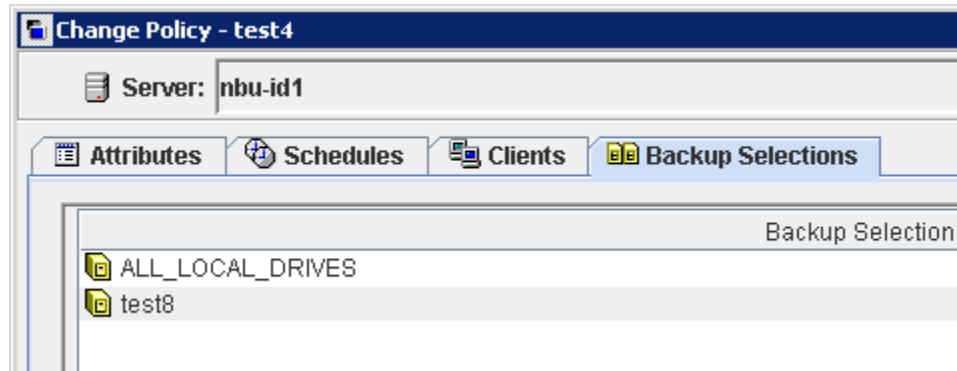 Change Policy - test4
Server: nbu-id1
Attributes Schedules Clients Backup Selections
Backup Selection
ALL_LOCAL_DRIVES
test8